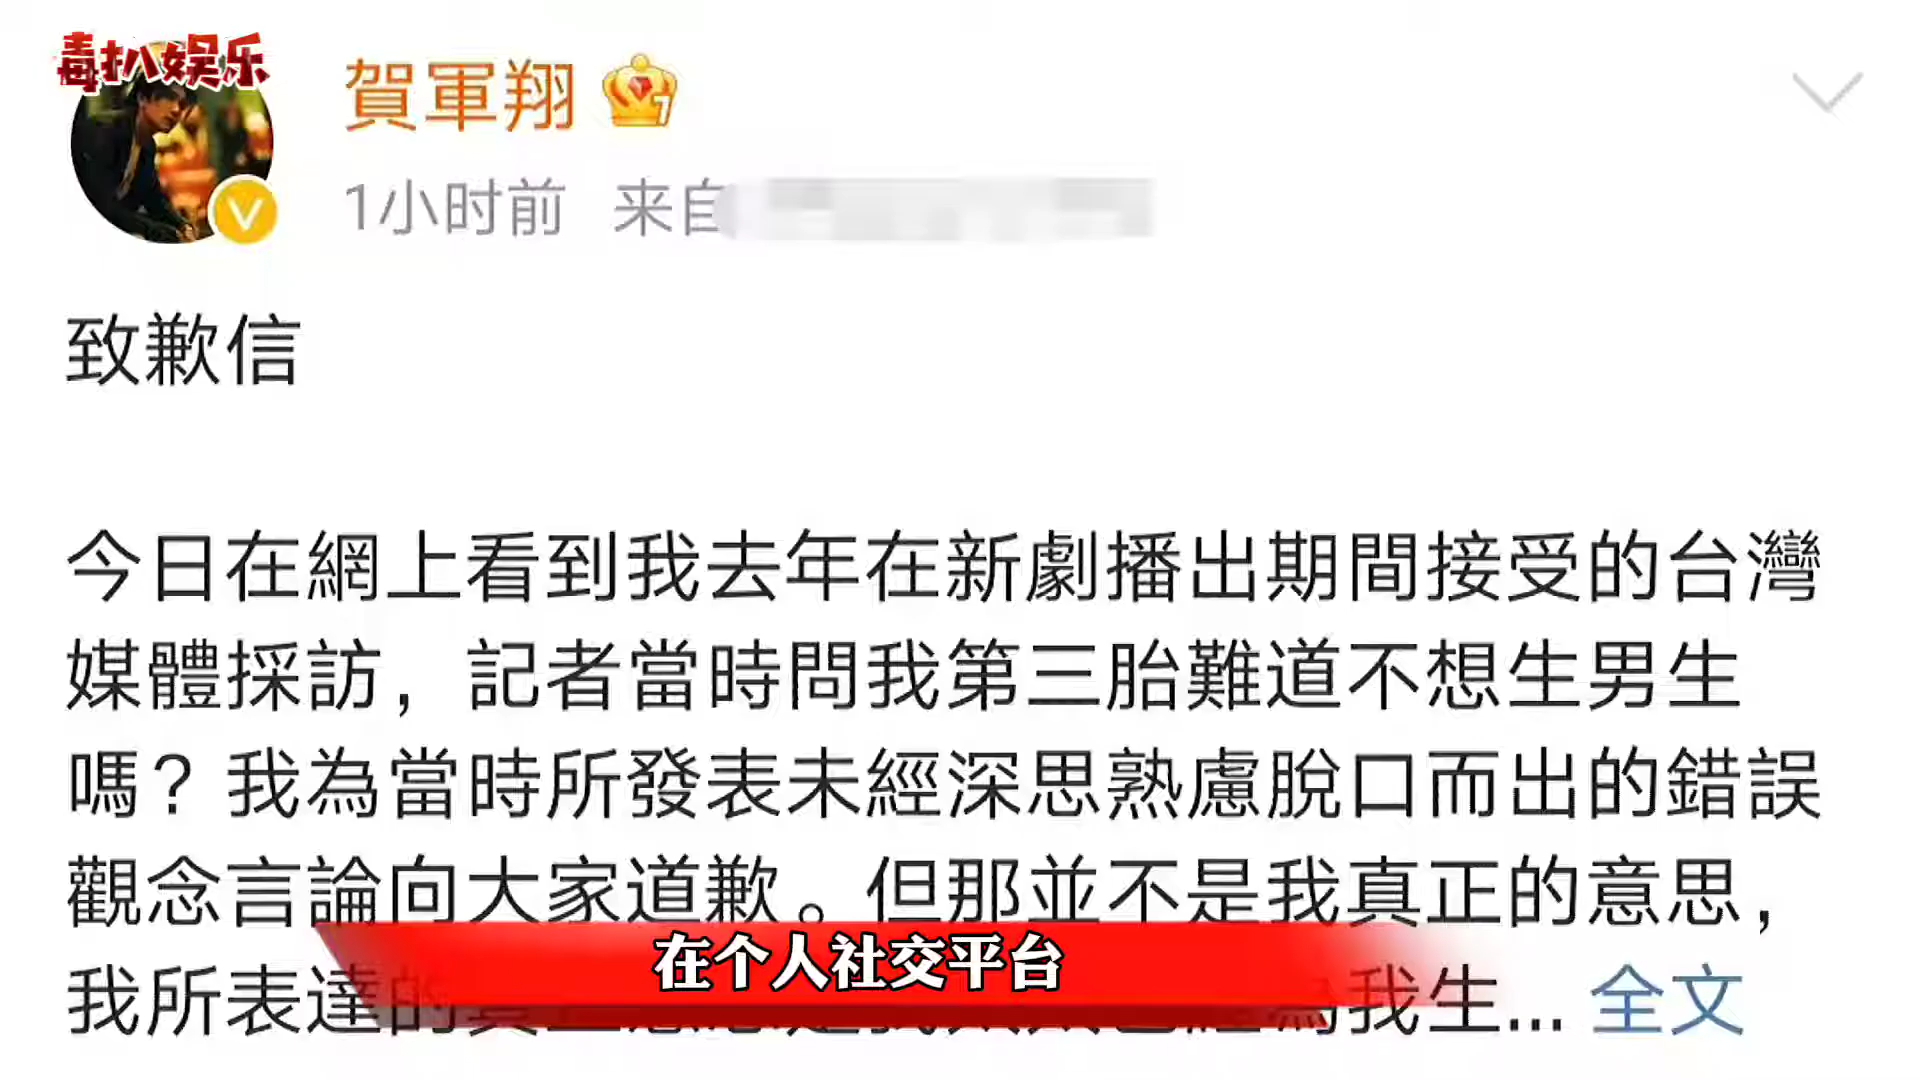 毒扒娱乐
賀軍翔
1小时前 来自
致歉信
今日在網上看到我去年在新劇播出期間接受的台灣
媒體採訪，記者當時問我第三胎難道不想生男生
嗎？我為當時所發表未經深思熟慮脫口而出的錯誤
觀念言論向大家道歉。但那並不是我真正的意思，
我所表達的 為我生... 全文
在个人社交平台